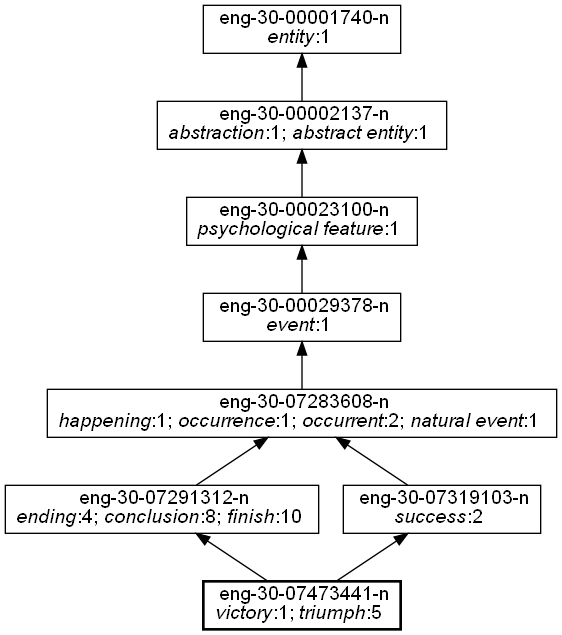 eng-30-00001740-n
entity:1
eng-30-00002137-n
abstraction:1; abstract entity:1
eng-30-00023100-n
psychological feature:1
eng-30-00029378-n
event:1
eng-30-07283608-n
happening:1; occurrence:1; occurrent:2; natural event:1
eng-30-07291312-n
ending:4; conclusion:8; finish:10
eng-30-07319103-n
success:2
eng-30-07473441-n
victory:1; triumph:5